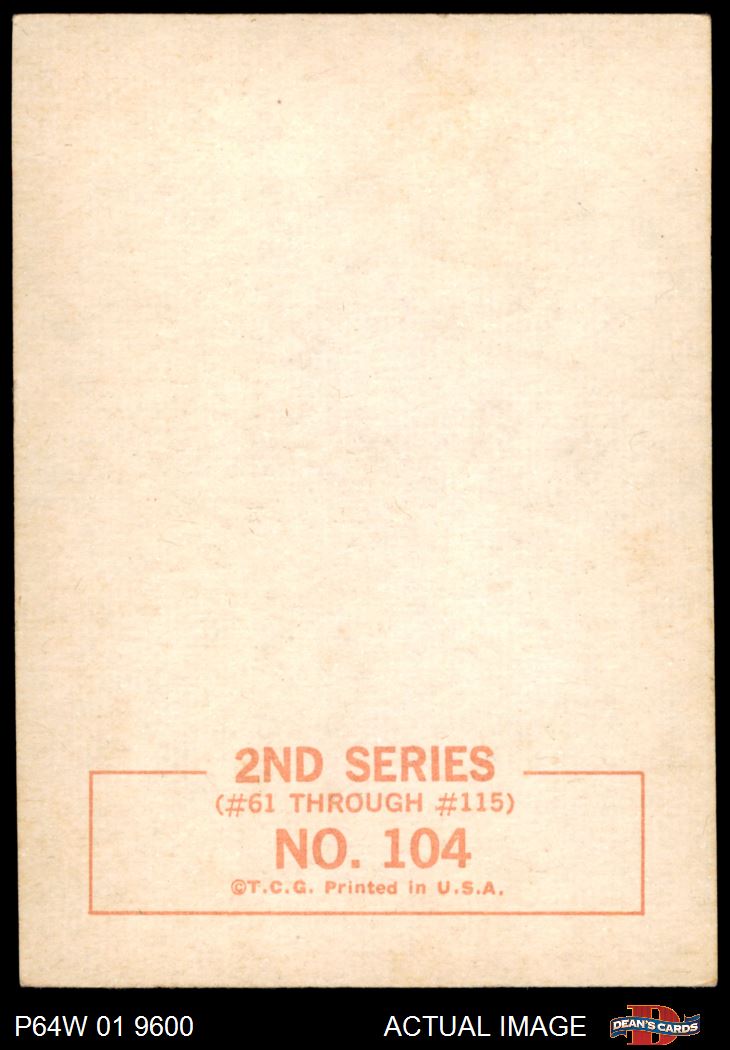 2ND SERIES
(#61 THROUGH #115)
NO. 104
©T.C.G. Printed in U.S.A.
P64W 01 9600
ACTUAL IMAGE
DEAN'S CARDS